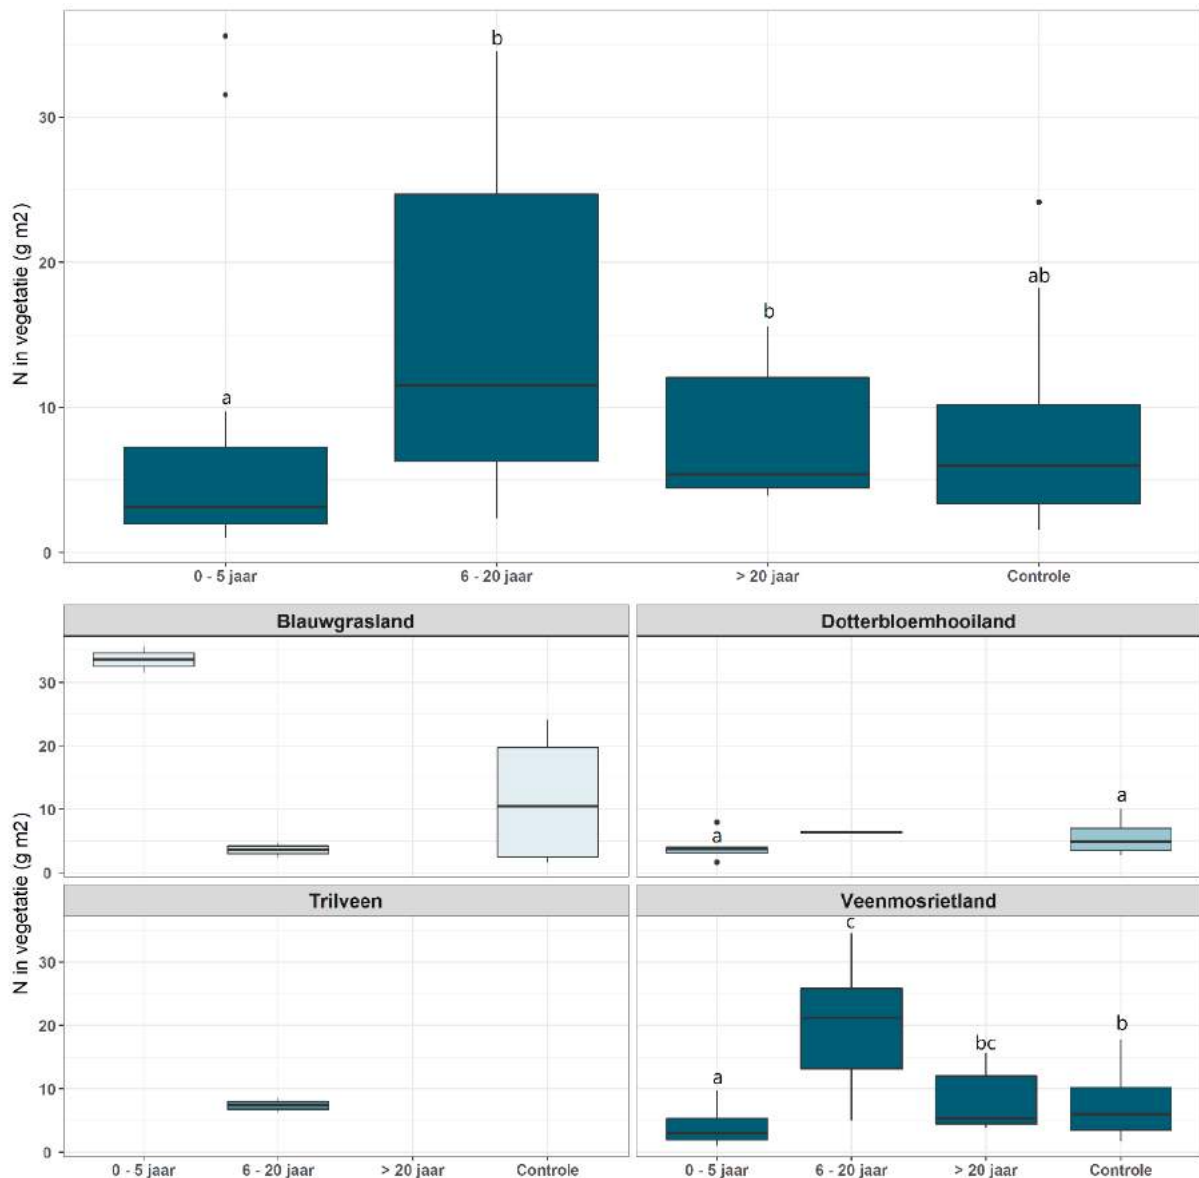 N in vegetatie (g m2)
30
20
10
0
a
b
b
ab
0 - 5 jaar
6 - 20 jaar
> 20 jaar
Controle
N in vegetatie (g m2)
Blauwgrasland
30
20
10
0
Dotterbloemhooiland
a
a
Trilveen
30
20
10
0
0 - 5 jaar
6 - 20 jaar
> 20 jaar
Controle
Veenmosrietland
a
c
bc
b
0 - 5 jaar
6 - 20 jaar
> 20 jaar
Controle